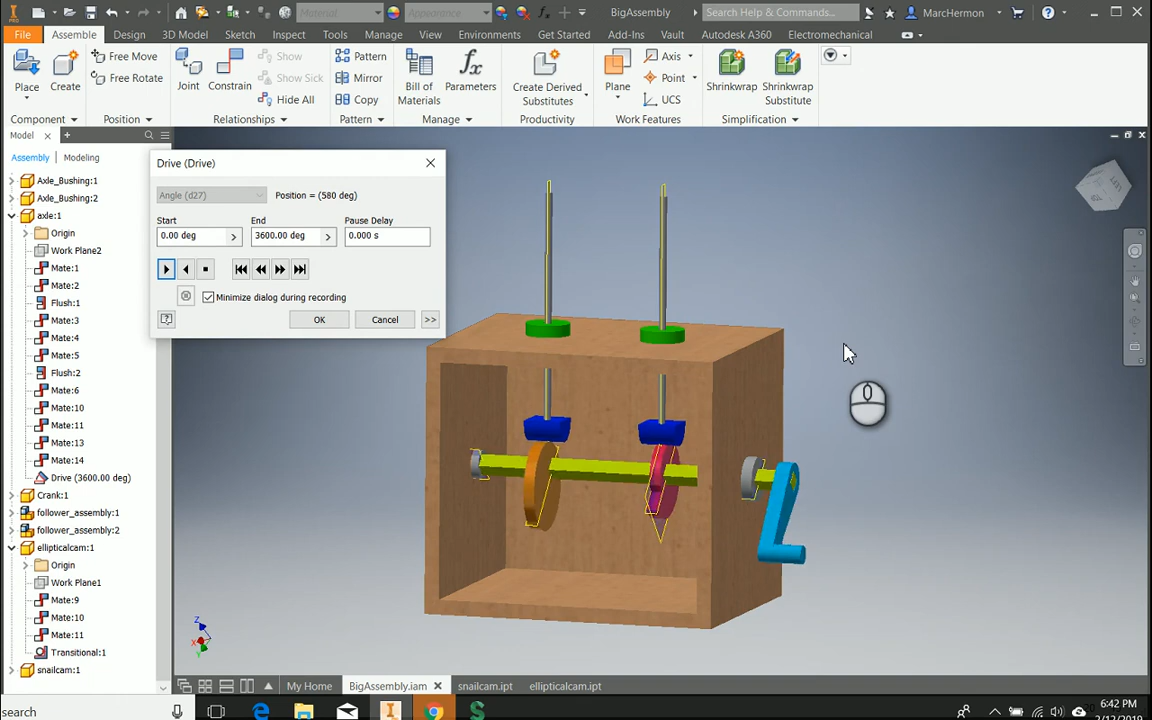 PRO
Material
Appearance
BigAssembly
Search Help & Commands...
MarcHermon
File
Assemble
Design
3D Model
Sketch
Inspect
Tools
Manage
View
Environments
Get Started
Add-Ins
Vault
Autodesk A360
Electromechanical
Place
Create
Free Move
Free Rotate
Joint
Constrain
Show
Show Sick
Hide All
Pattern
Mirror
Copy
Bill of Materials
Parameters
Create Derived Substitutes
Plane
Axis
Point
UCS
Shrinkwrap
Shrinkwrap Substitute
Component
Position
Relationships
Pattern
Manage
Productivity
Work Features
Simplification
Model
Assembly
Modeling
Axle_Bushing:1
Axle_Bushing:2
axle:1
Origin
Work Plane2
Mate:1
Mate:2
Flush:1
Mate:3
Mate:4
Mate:5
Flush:2
Mate:6
Mate:10
Mate:11
Mate:13
Mate:14
Drive (3600.00 deg)
Crank:1
follower_assembly:1
follower_assembly:2
ellipticalcam:1
Origin
Work Plane1
Mate:9
Mate:10
Mate:11
Transitional:1
snailcam:1
Drive (Drive)
Angle (d27)
Position = (580 deg)
Start
End
Pause Delay
0.00 deg
3600.00 deg
0.000 s
Minimize dialog during recording
OK
Cancel
>>
Z
X
Y
My Home
BigAssembly.iam
snailcam.ipt
ellipticalcam.ipt
search
6:42 PM
2/12/2019